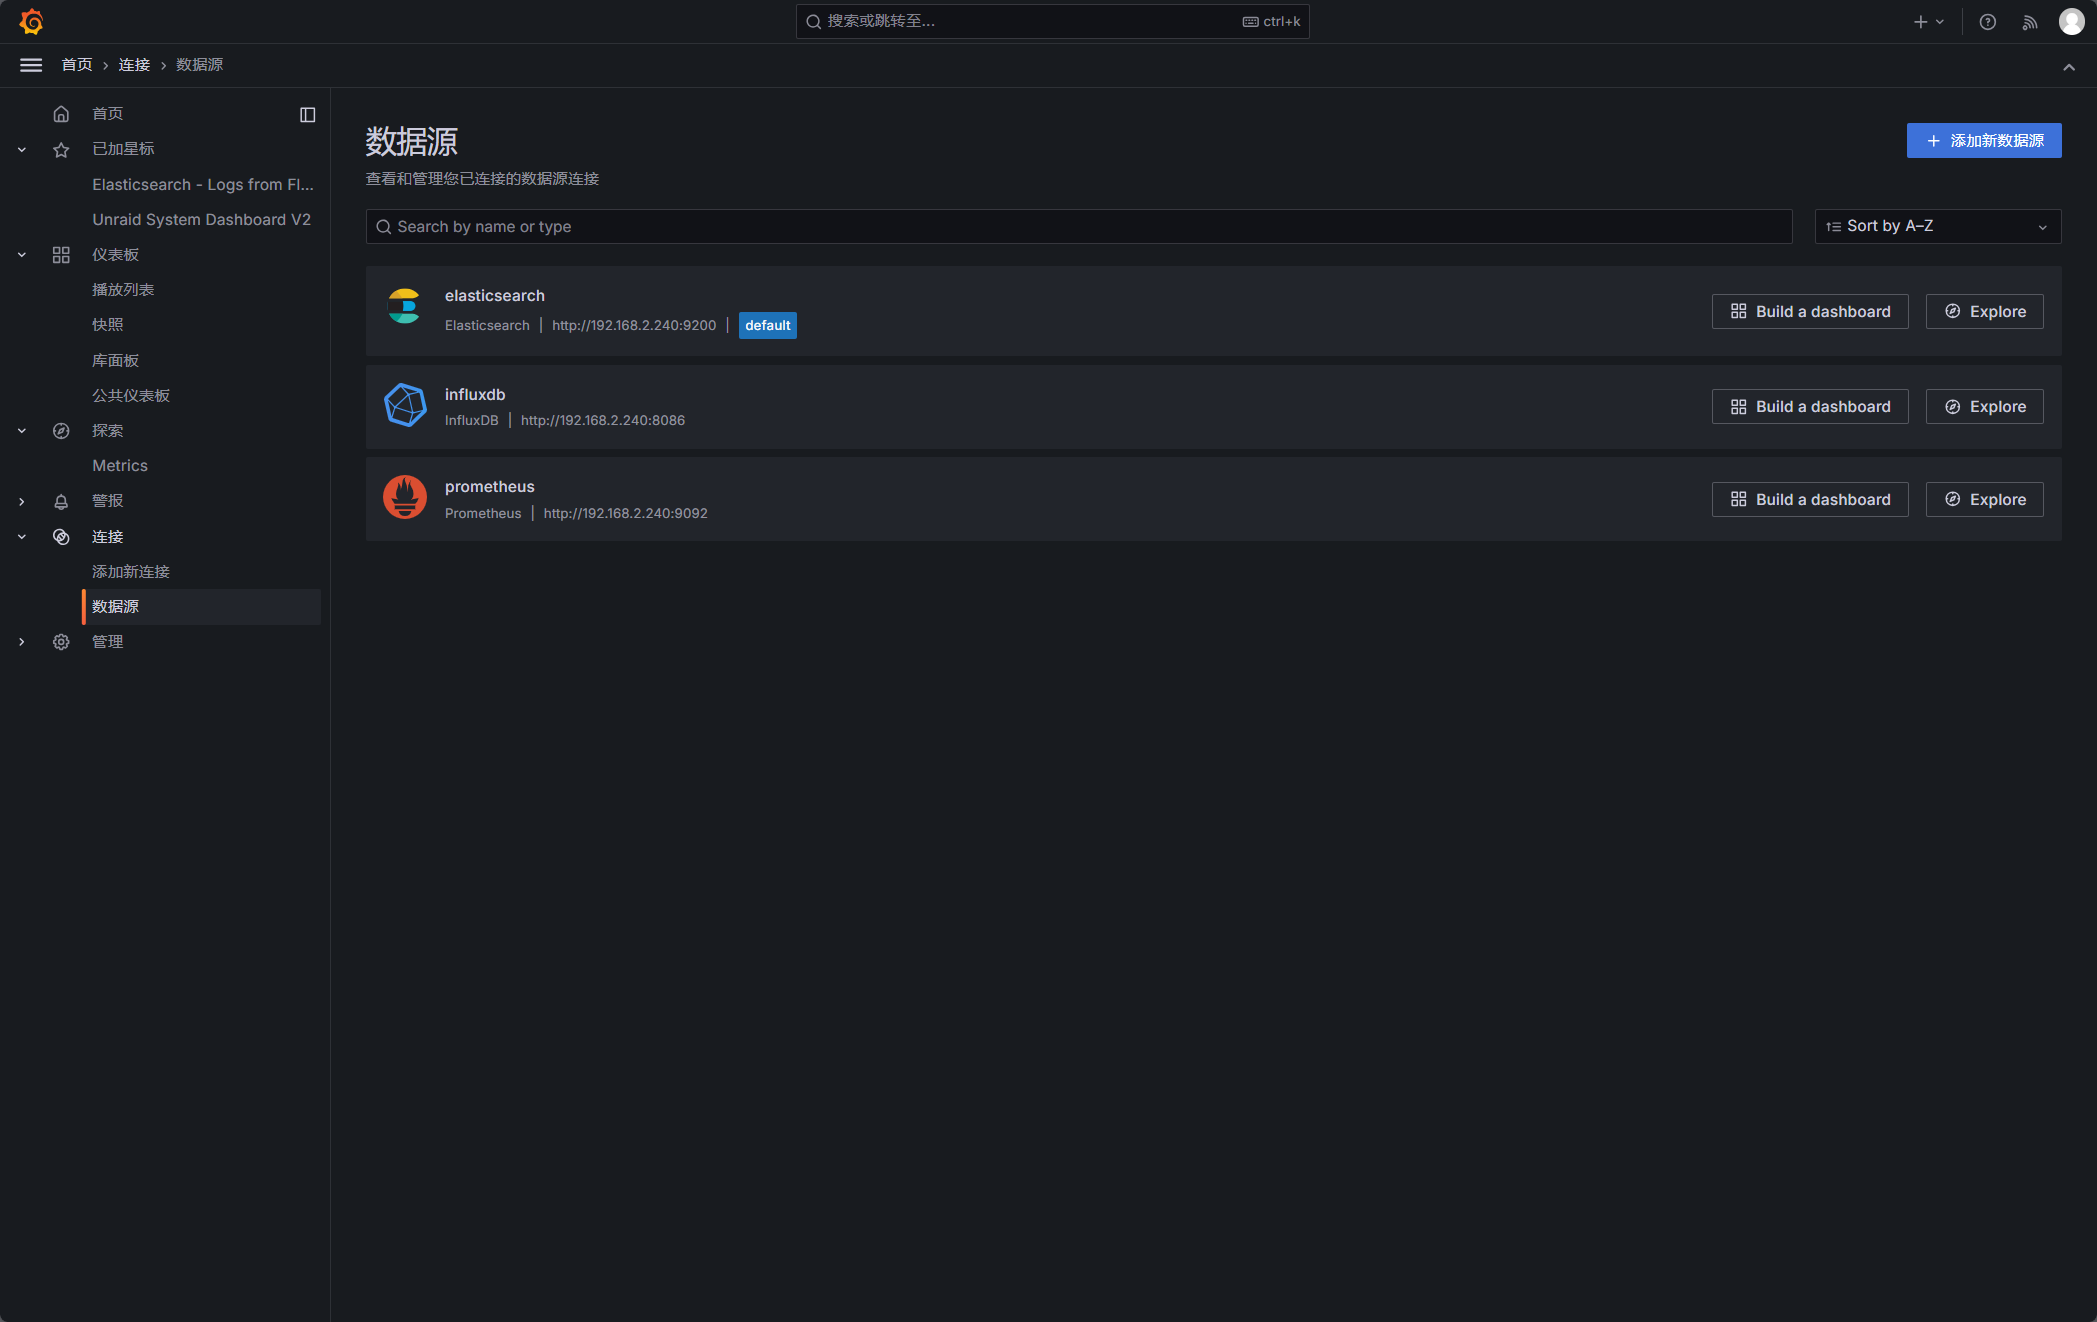 搜索或跳转至...
ctrl+k
首页 › 连接 › 数据源
首页
已加星标
Elasticsearch - Logs from Fl...
Unraid System Dashboard V2
仪表板
播放列表
快照
库面板
公共仪表板
探索
Metrics
警报
连接
添加新连接
数据源
管理
数据源
添加新数据源
查看和管理您已连接的数据源连接
Search by name or type
Sort by A–Z
elasticsearch
Elasticsearch | http://192.168.2.240:9200 | default
Build a dashboard
Explore
influxdb
InfluxDB | http://192.168.2.240:8086
Build a dashboard
Explore
prometheus
Prometheus | http://192.168.2.240:9092
Build a dashboard
Explore